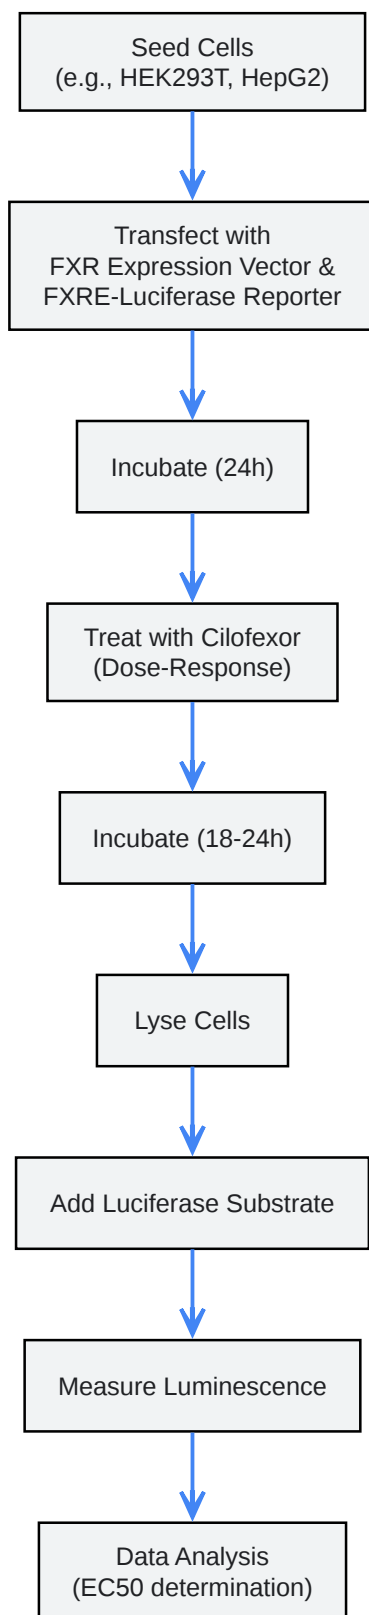 Seed Cells
(e.g., HEK293T, HepG2)
Transfect with
FXR Expression Vector &
FXRE-Luciferase Reporter
Incubate (24h)
Treat with Cilofexor
(Dose-Response)
Incubate (18-24h)
Lyse Cells
Add Luciferase Substrate
Measure Luminescence
Data Analysis
(EC50 determination)